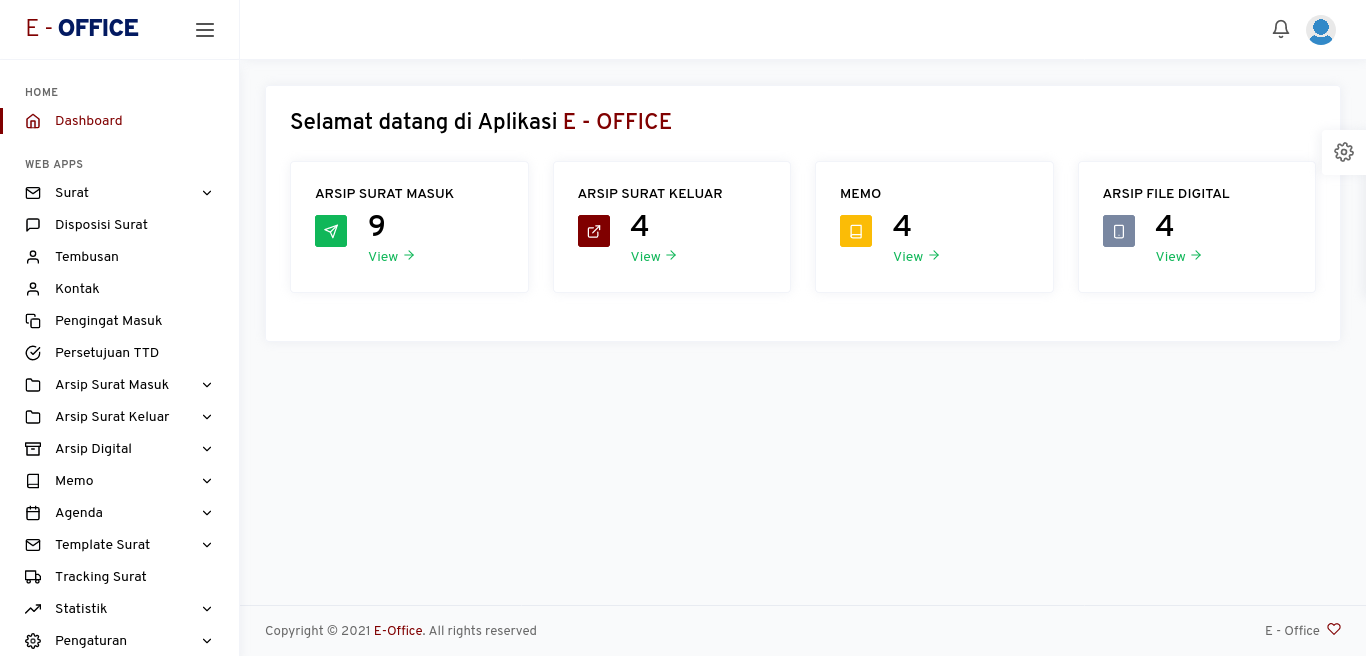 E - OFFICE
HOME
Dashboard
WEB APPS
Surat
Disposisi Surat
Tembusan
Kontak
Pengingat Masuk
Persetujuan TTD
Arsip Surat Masuk
Arsip Surat Keluar
Arsip Digital
Memo
Agenda
Template Surat
Tracking Surat
Statistik
Pengaturan
Selamat datang di Aplikasi E - OFFICE
ARSIP SURAT MASUK
9
View
ARSIP SURAT KELUAR
4
View
MEMO
4
View
ARSIP FILE DIGITAL
4
View
Copyright © 2021 E-Office. All rights reserved
E - Office